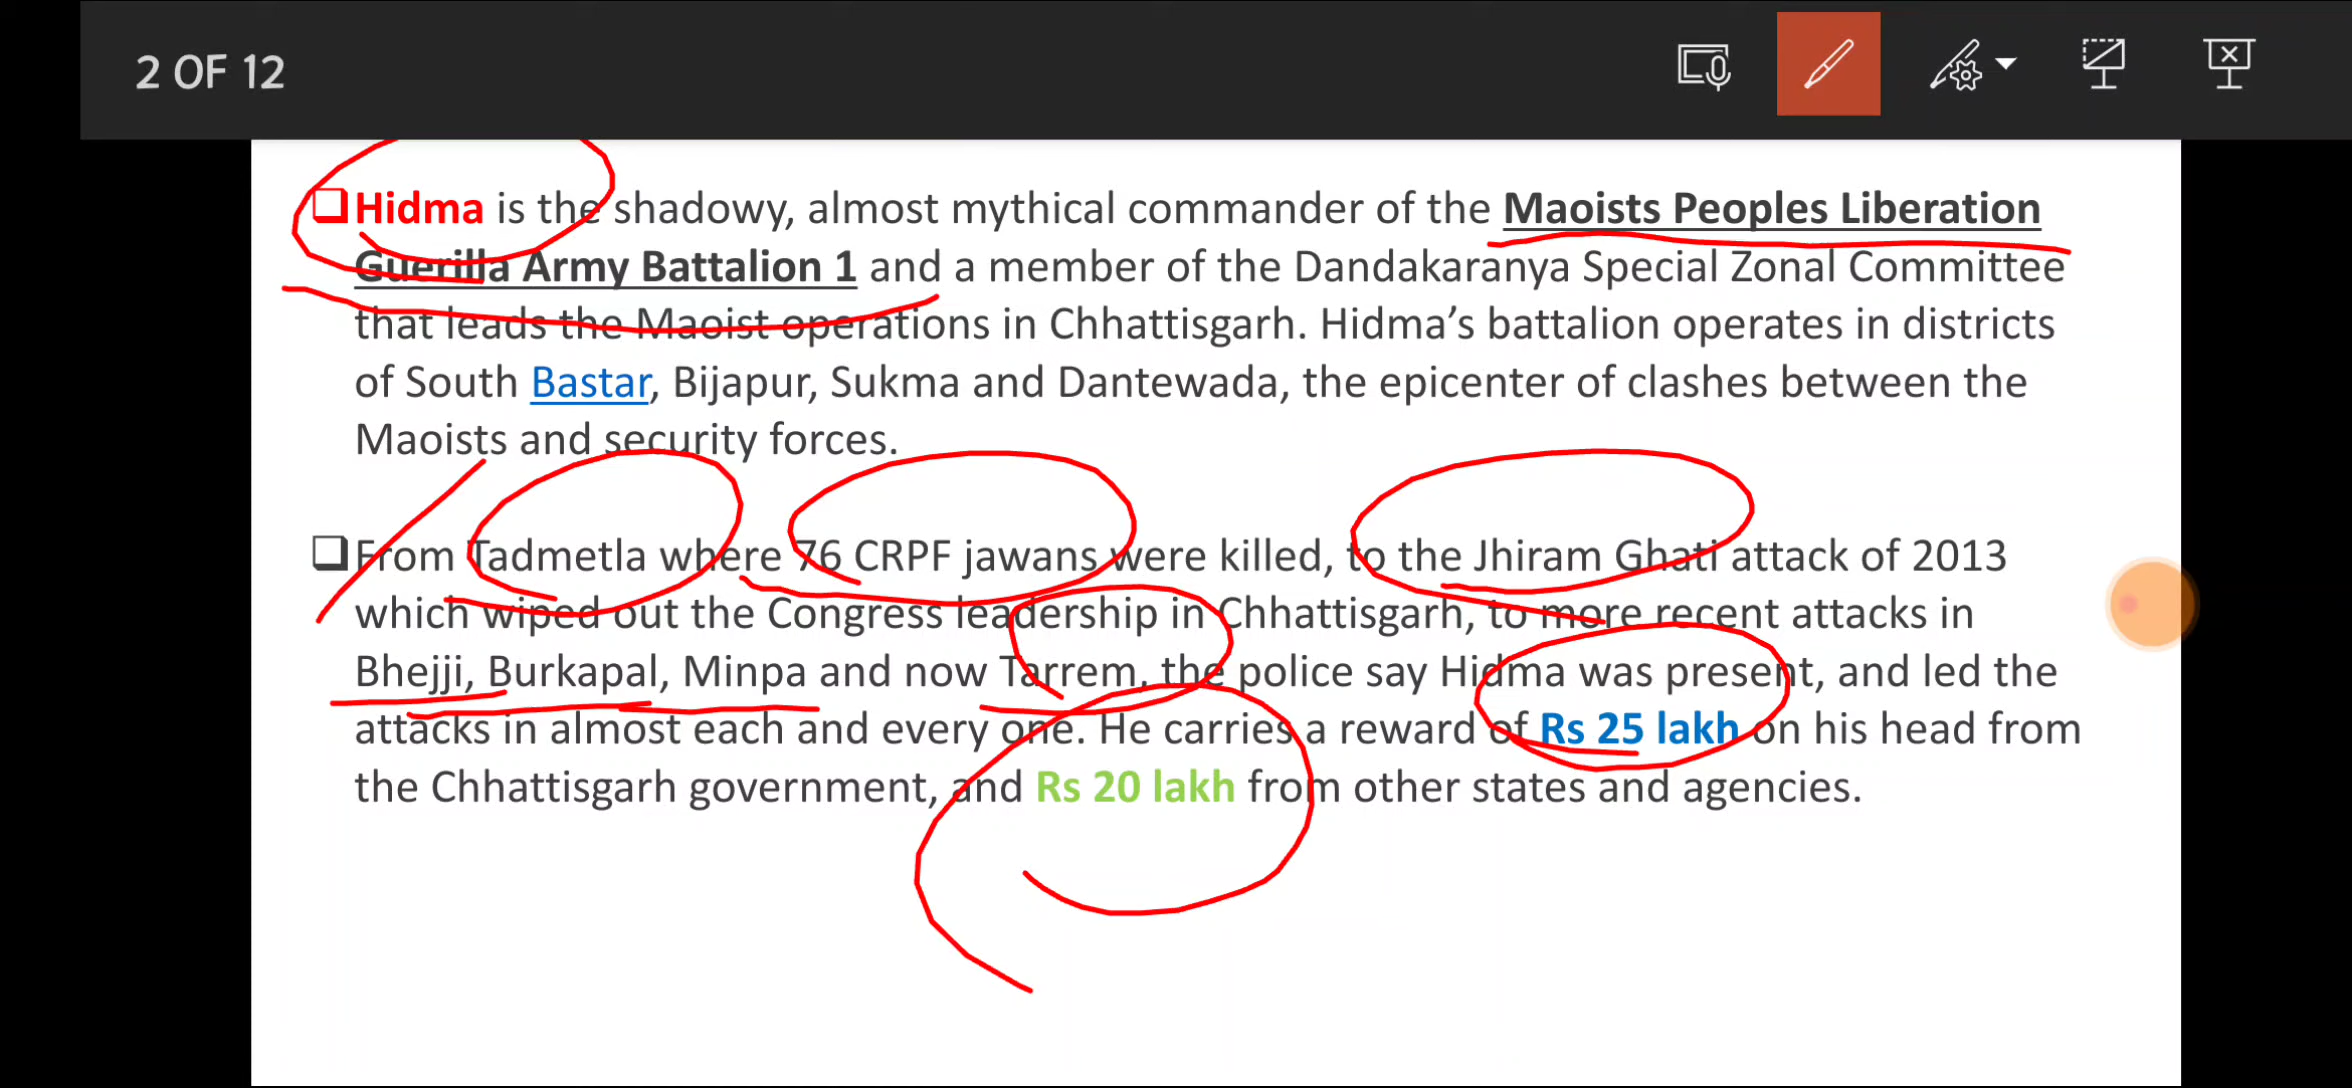 2 OF 12
Hidma is the shadowy, almost mythical commander of the Maoists Peoples Liberation
Guerilla Army Battalion 1 and a member of the Dandakaranya Special Zonal Committee
that leads the Maoist operations in Chhattisgarh. Hidma’s battalion operates in districts
of South Bastar, Bijapur, Sukma and Dantewada, the epicenter of clashes between the
Maoists and security forces.
From Tadmetla where 76 CRPF jawans were killed, to the Jhiram Ghati attack of 2013
which wiped out the Congress leadership in Chhattisgarh, to more recent attacks in
Bhejji, Burkapal, Minpa and now Tarrem, the police say Hidma was present, and led the
attacks in almost each and every one. He carries a reward of Rs 25 lakh on his head from
the Chhattisgarh government, and Rs 20 lakh from other states and agencies.